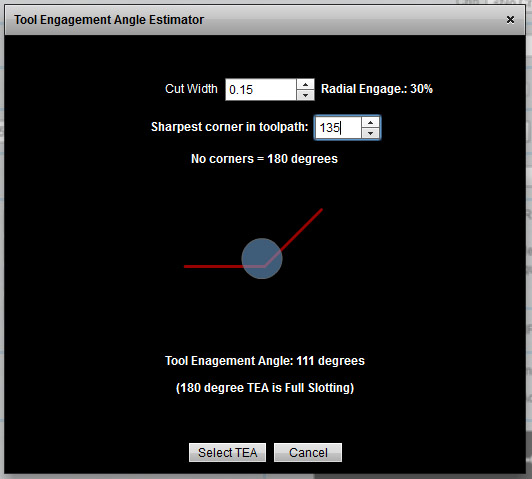 Tool Engagement Angle Estimator
Cut Width 0.15 Radial Engage.: 30%
Sharpest corner in toolpath: 135
No corners = 180 degrees
Tool Enagement Angle: 111 degrees
(180 degree TEA is Full Slotting)
Select TEA Cancel